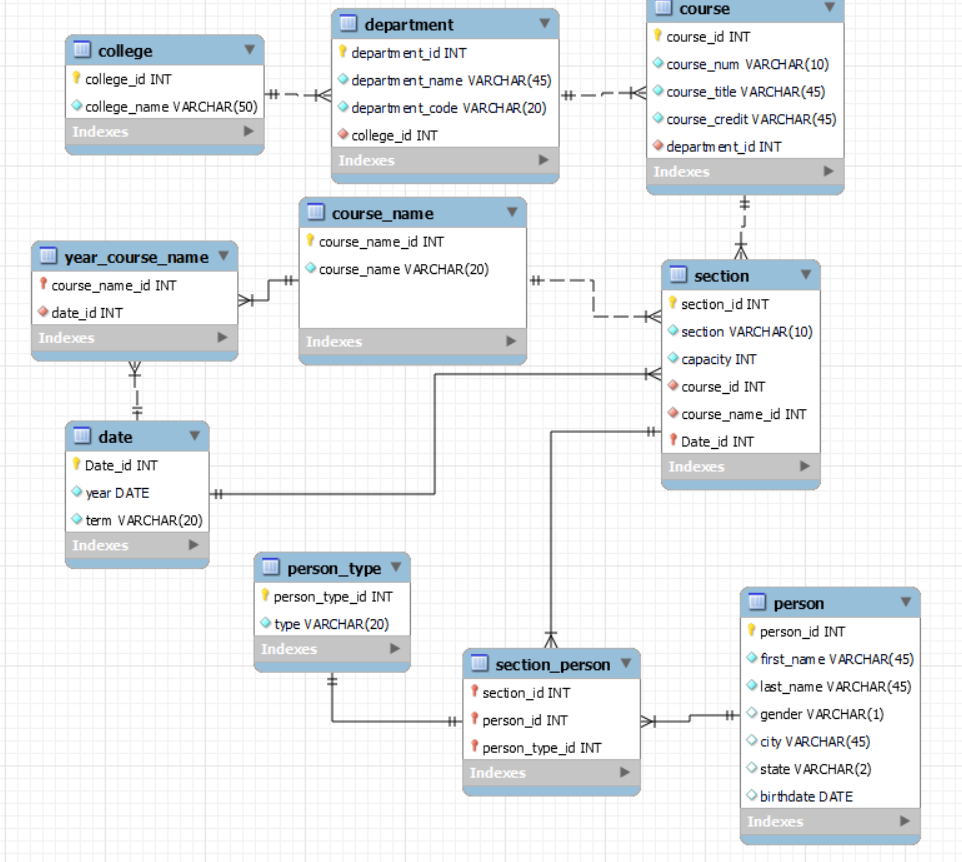 college
college_id INT
college_name VARCHAR(50)
Indexes
department
department_id INT
department_name VARCHAR(45)
department_code VARCHAR(20)
college_id INT
Indexes
course
course_id INT
course_num VARCHAR(10)
course_title VARCHAR(45)
course_credit VARCHAR(45)
department_id INT
Indexes
year_course_name
course_name_id INT
date_id INT
Indexes
course_name
course_name_id INT
course_name VARCHAR(20)
Indexes
section
section_id INT
section VARCHAR(10)
capacity INT
course_id INT
course_name_id INT
Date_id INT
Indexes
date
Date_id INT
year DATE
term VARCHAR(20)
Indexes
person_type
person_type_id INT
type VARCHAR(20)
Indexes
section_person
section_id INT
person_id INT
person_type_id INT
Indexes
person
person_id INT
first_name VARCHAR(45)
last_name VARCHAR(45)
gender VARCHAR(1)
city VARCHAR(45)
state VARCHAR(2)
birthdate DATE
Indexes